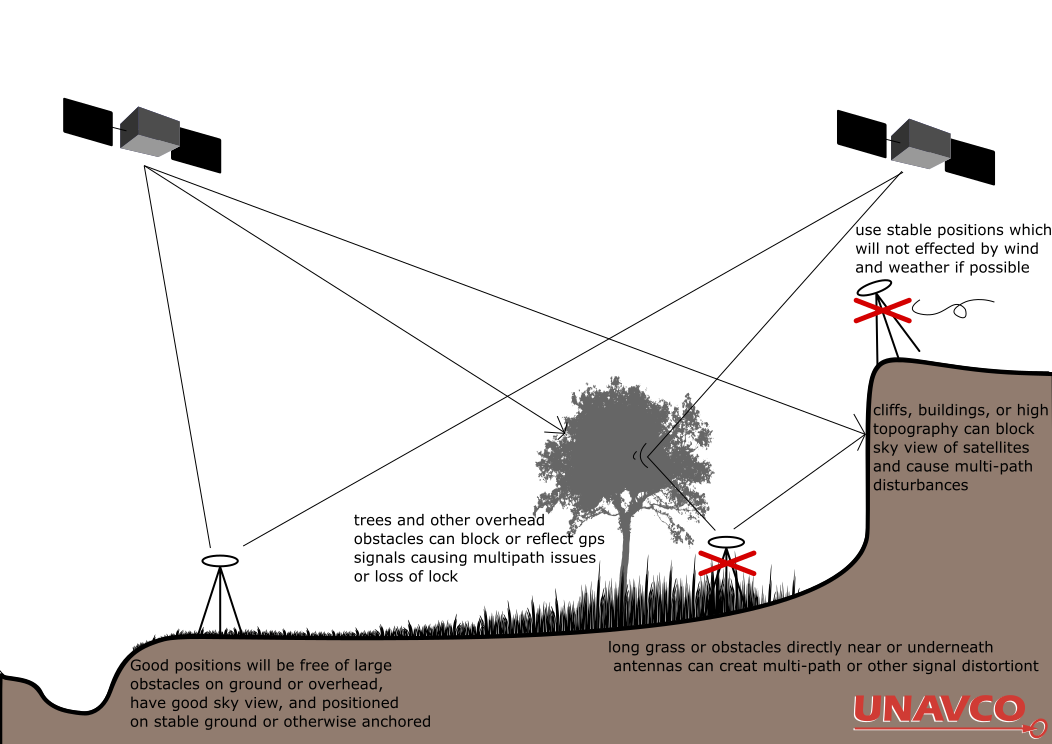 use stable positions which
will not effected by wind
and weather if possible
cliffs, buildings, or high
topography can block
sky view of satellites
and cause multi-path
disturbances
trees and other overhead
obstacles can block or reflect gps
signals causing multipath issues
or loss of lock
long grass or obstacles directly near or underneath
antennas can creat multi-path or other signal distortiont
Good positions will be free of large
obstacles on ground or overhead,
have good sky view, and positioned
on stable ground or otherwise anchored
UNAVCO